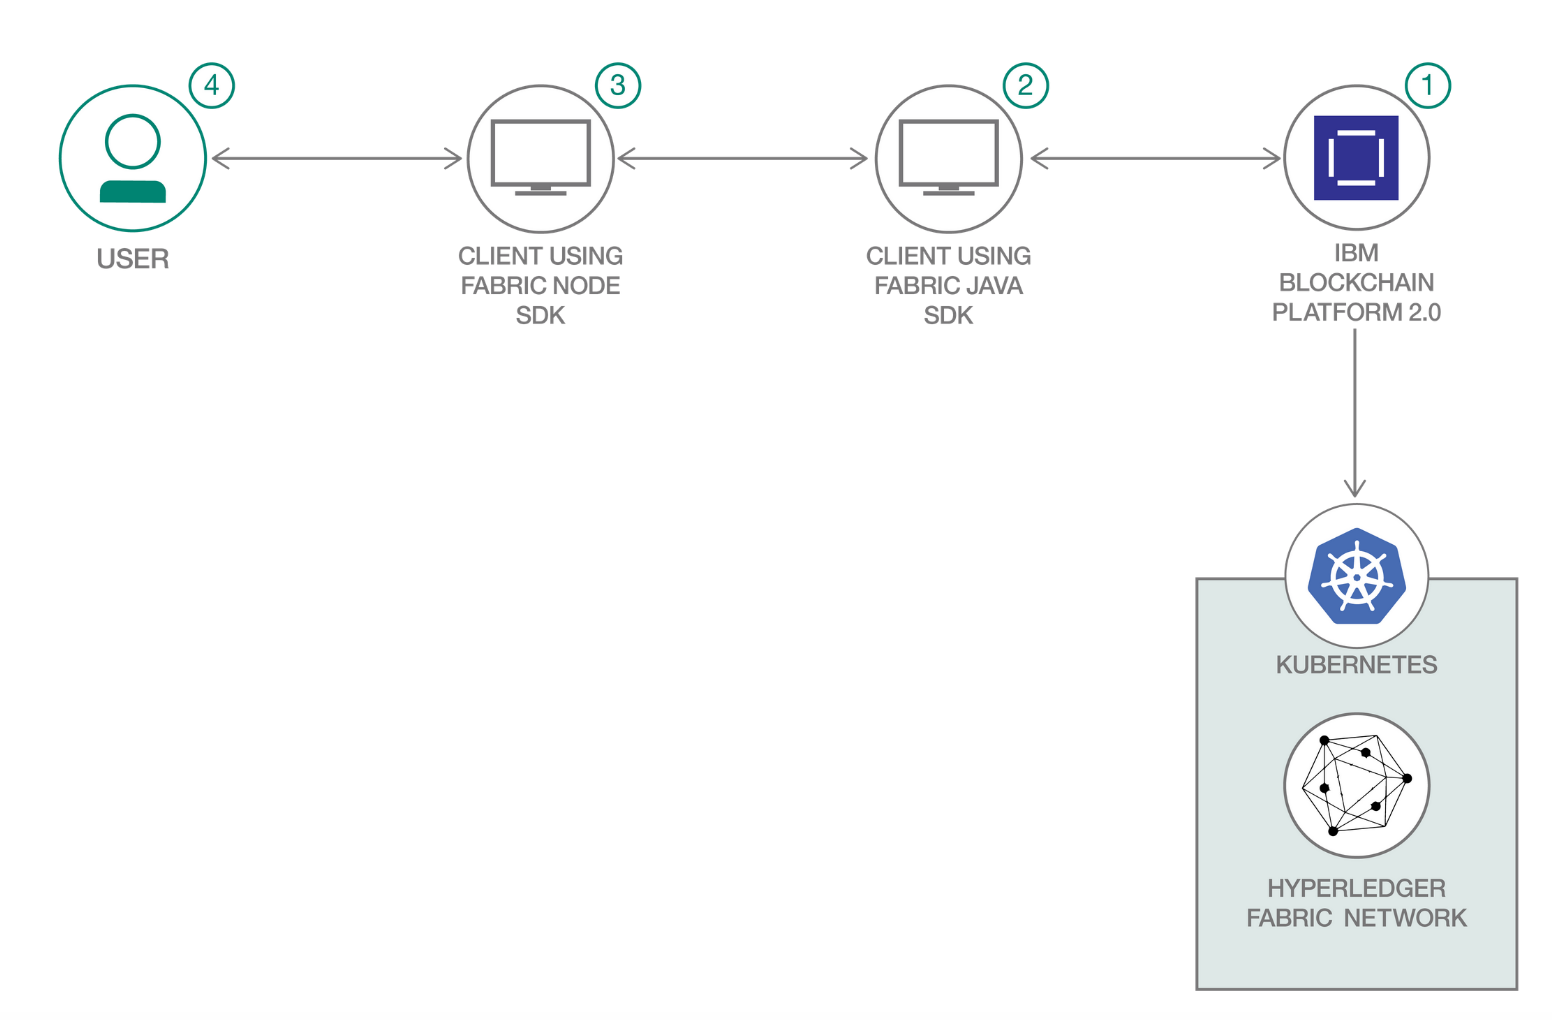 4
3
2
1
USER
CLIENT USING
FABRIC NODE
SDK
CLIENT USING
FABRIC JAVA
SDK
IBM
BLOCKCHAIN
PLATFORM 2.0
KUBERNETES
HYPERLEDGER
FABRIC NETWORK